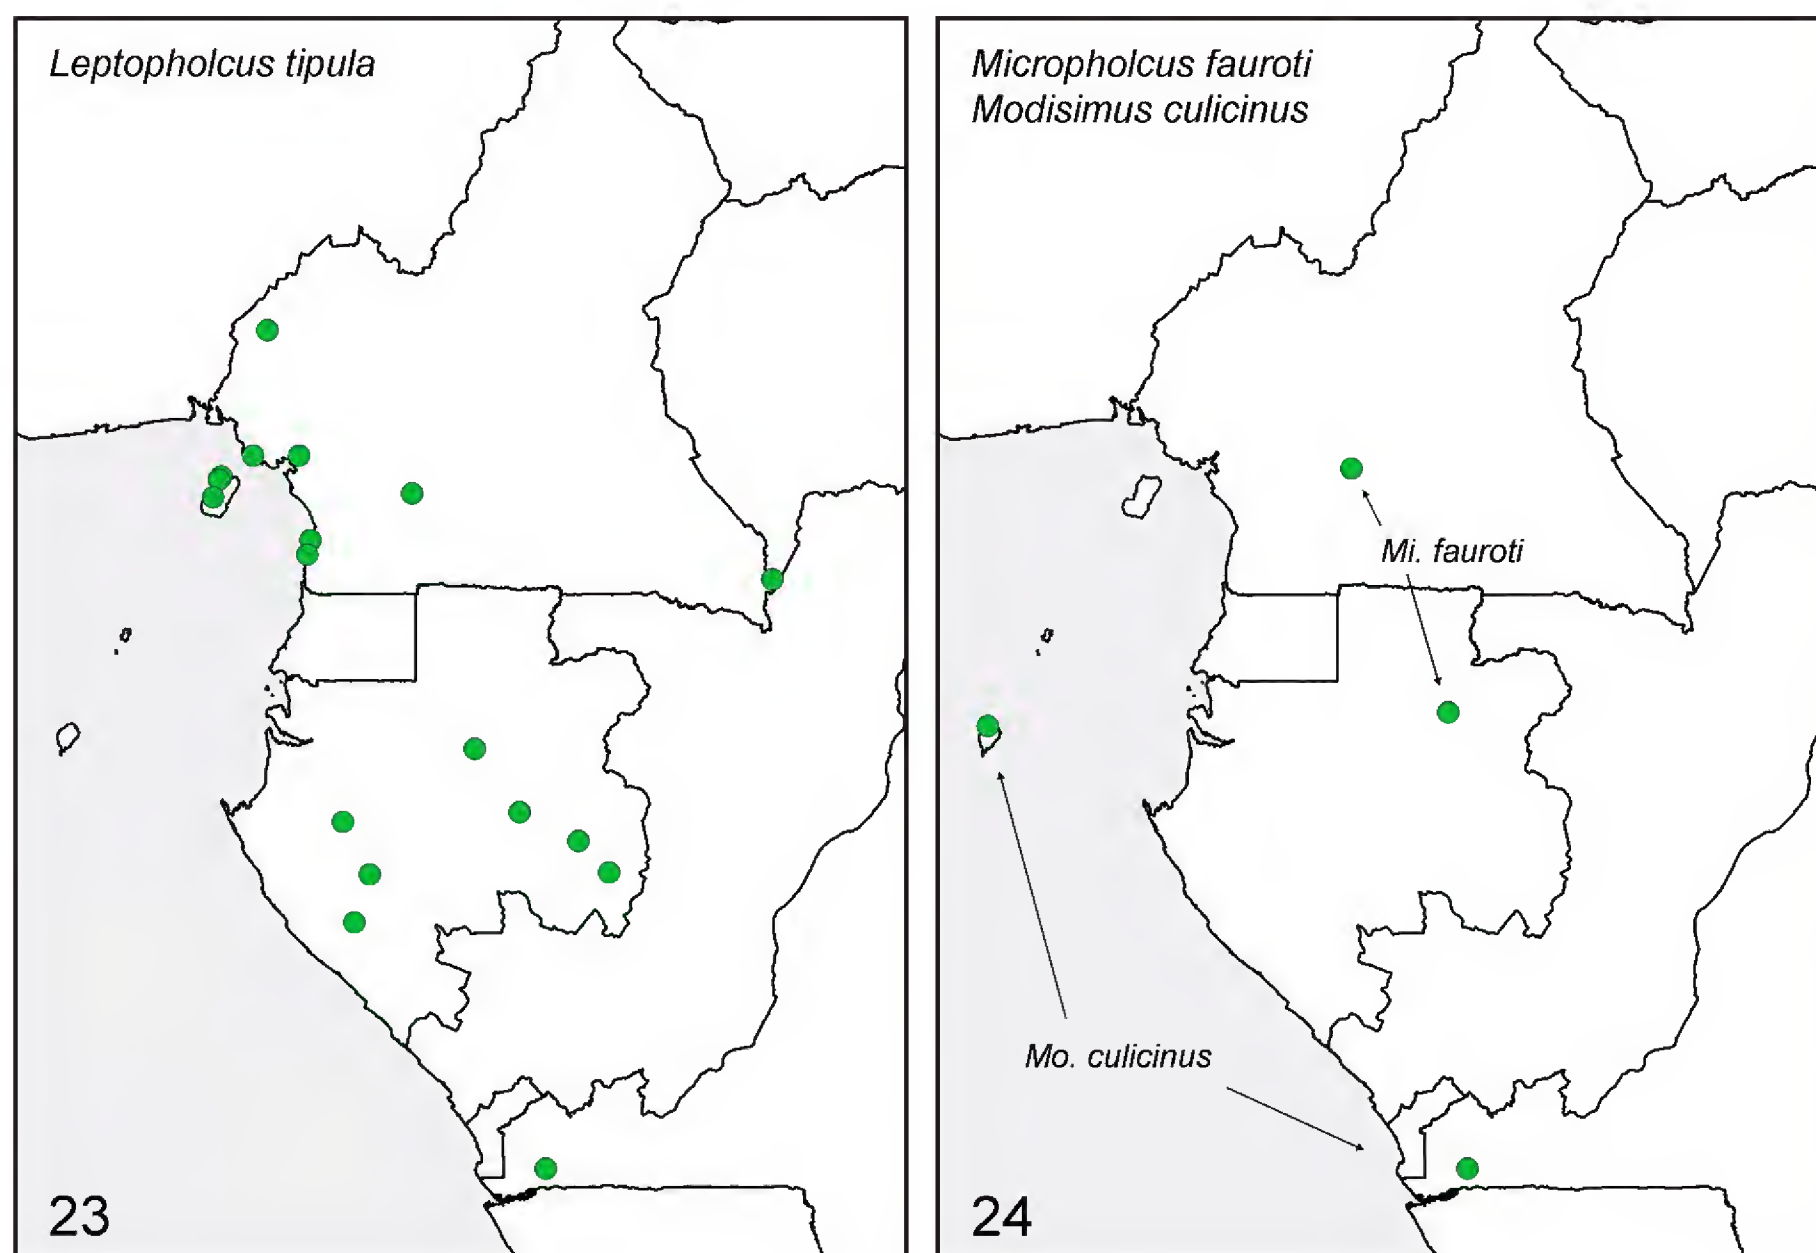 Leptopholcus tipula
23
Micropholcus fauroti
Modisimus culicinus
Mi. fauroti
Mo. culicinus
24